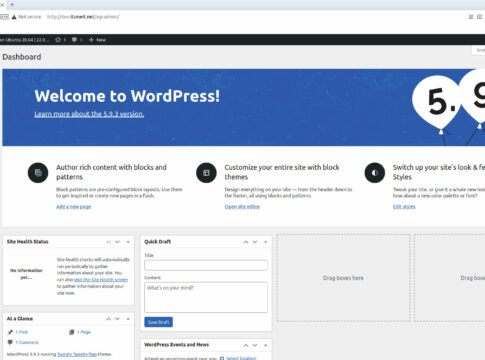 Not secure
http://dev.itsmeit.net/wp-admin/
on Ubuntu 20.04 | 22.0...
1
0
New
Dashboard
Welcome to WordPress!
Learn more about the 5.9.3 version.
5.
9
Author rich content with blocks and
patterns
Block patterns are pre-configured block layouts. Use them
to get inspired or create new pages in a flash.
Add a new page
Customize your entire site with block
themes
Design everything on your site — from the header down to
the footer, all using blocks and patterns.
Open site editor
Switch up your site's look & fe
Styles
Tweak your site, or give it a whole new look
how about a new color palette or font?
Edit styles
Site Health Status
No information
yet...
Site health checks will automatically
run periodically to gather
information about your site. You
can also visit the Site Health screen
to gather information about your
site now.
Quick Draft
Title
Content
What's on your mind?
Save Draft
Drag boxes here
Drag boxes here
At a Glance
1 Post
1 Page
1 Comment
WordPress 5.9.3 running Twenty Twenty-Two theme.
WordPress Events and News
Attend an upcoming event near you.
Select location